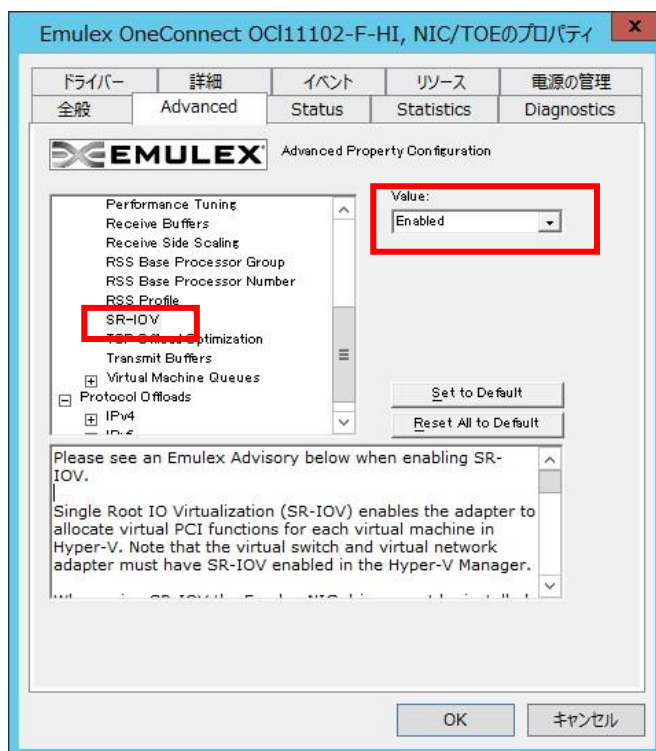 Emulex OneConnect OCl11102-F-HI, NIC/TOEのプロパティ
x
ドライバー 詳細 イベント リソース 電源の管理
全般 Advanced Status Statistics Diagnostics
EMULEX Advanced Property Configuration
Performance Tuning
Receive Buffers
Receive Side Scaling
RSS Base Processor Group
RSS Base Processor Number
RSS Profile
SR-IOV
TCP Offload Optimization
Transmit Buffers
Virtual Machine Queues
Protocol Offloads
IPv4
IPv6
Value:
Enabled
Set to Default
Reset All to Default
Please see an Emulex Advisory below when enabling SR-
IOV.
Single Root IO Virtualization (SR-IOV) enables the adapter to
allocate virtual PCI functions for each virtual machine in
Hyper-V. Note that the virtual switch and virtual network
adapter must have SR-IOV enabled in the Hyper-V Manager.
OK キャンセル